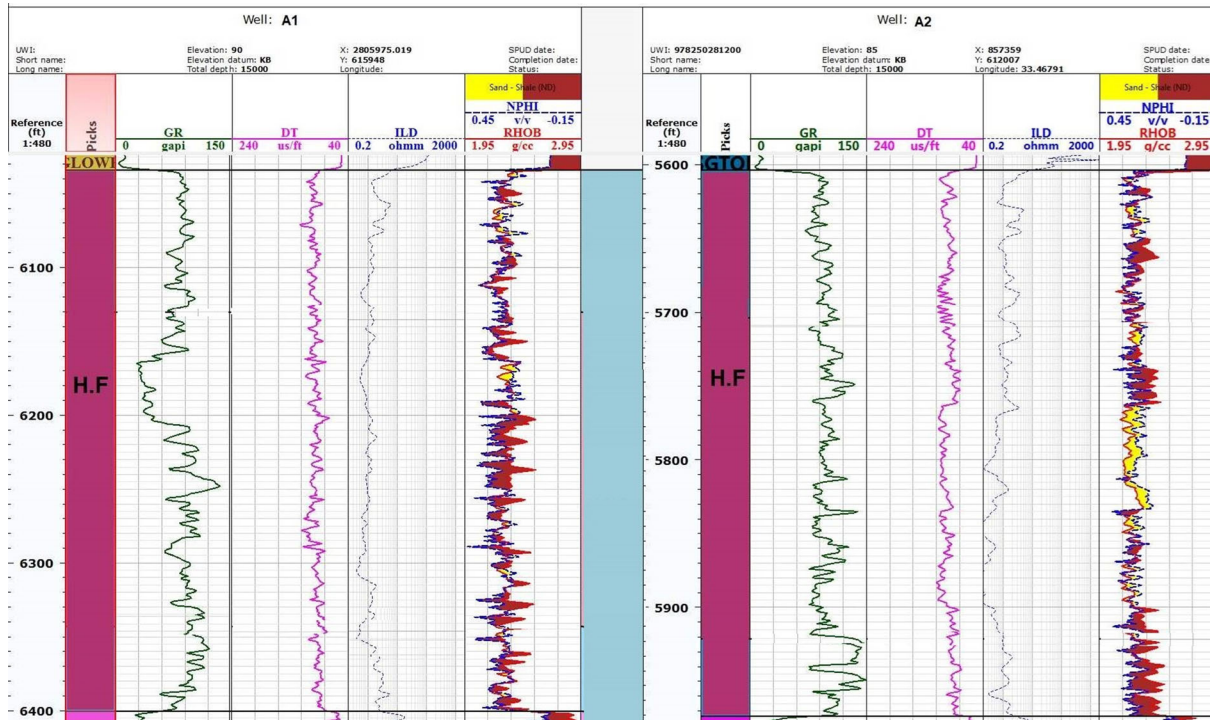 Well: A1
UWI:
Short name:
Long name:
Elevation: 90
Elevation datum: KB
Total depth: 15000
X: 2805975.019
Y: 615948
Longitude:
SPUD date:
Completion date:
Status:
Sand - Shale (ND)
NPHI
0.45 v/v -0.15
RHOB
1.95 g/cc 2.95
Reference
(ft)
1:480
Picks
GR
0 gapi 150
DT
240 us/ft 40
ILD
0.2 ohmm 2000
6100
6200
6300
6400
H.F
Well: A2
UWI: 978250281200
Short name:
Long name:
Elevation: 85
Elevation datum: KB
Total depth: 15000
X: 857359
Y: 612007
Longitude: 33.46791
SPUD date:
Completion date:
Status:
Sand - Shale (ND)
NPHI
0.45 v/v -0.15
RHOB
1.95 g/cc 2.95
Reference
(ft)
1:480
Picks
GR
0 gapi 150
DT
240 us/ft 40
ILD
0.2 ohmm 2000
5600
5700
5800
5900
H.F